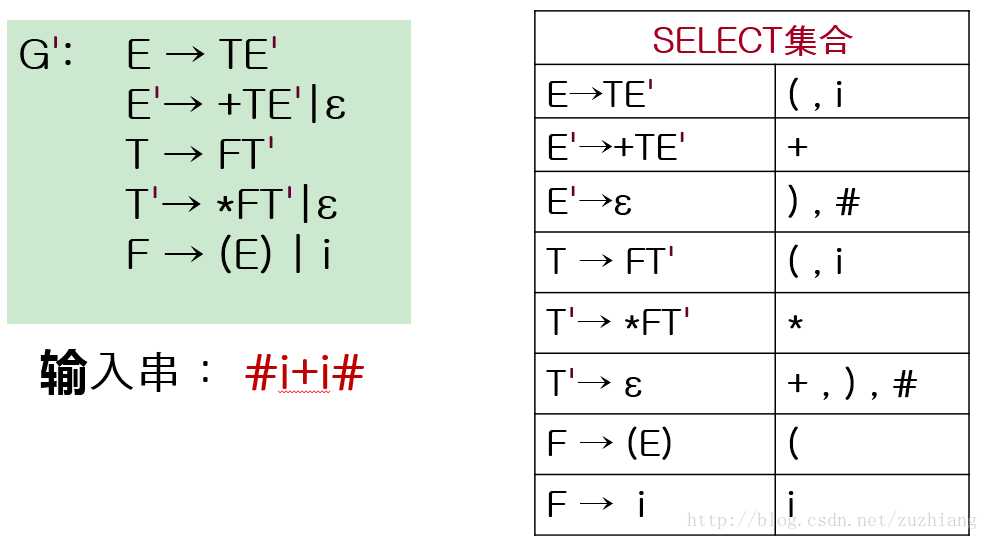 G': E → TE'
E'→ +TE'|ε
T → FT'
T'→ *FT'|ε
F → (E) | i
输入串： #i+i#
SELECT集合
E→TE' ( , i
E'→+TE' +
E'→ε ) , #
T → FT' ( , i
T'→ *FT' *
T'→ ε + , ) , #
F → (E) (
F → i i
http://blog.csdn.net/zuzhiang